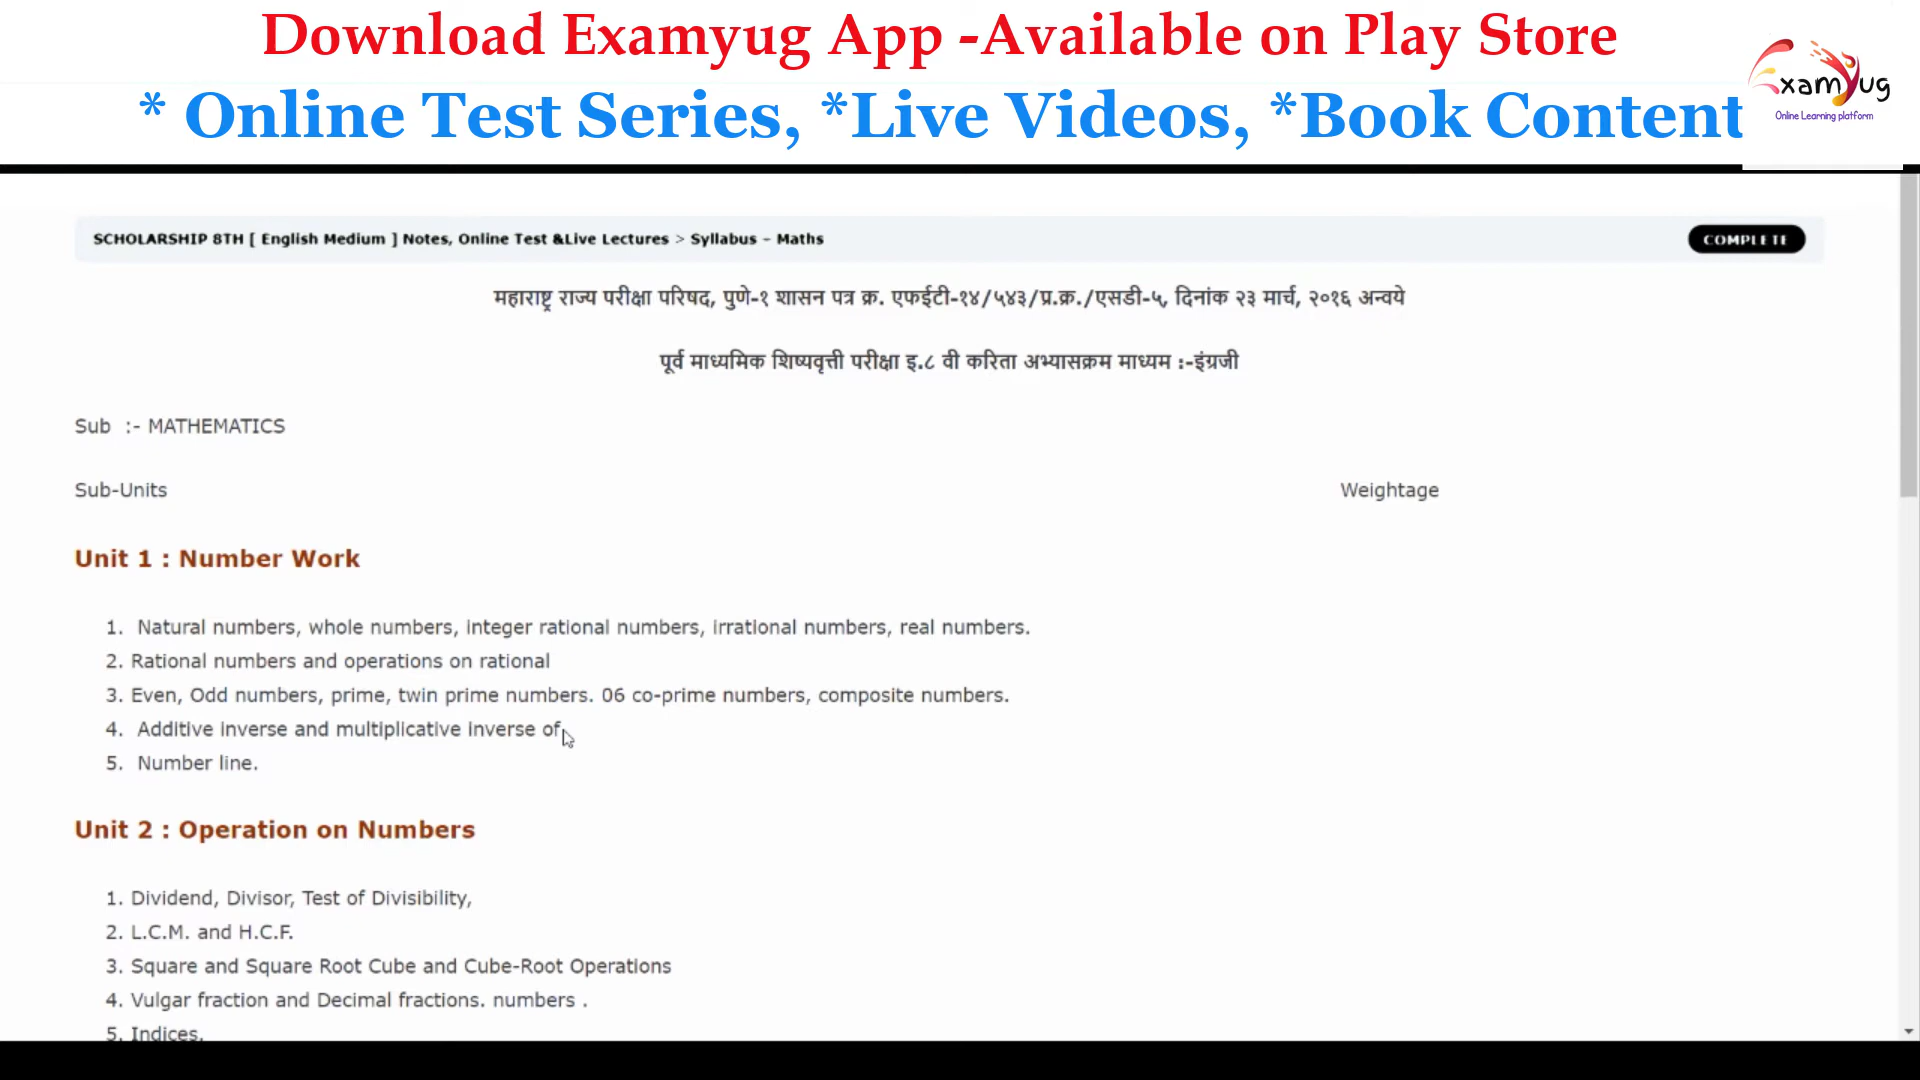 Download Examyug App -Available on Play Store
* Online Test Series, *Live Videos, *Book Content
Examyug
Online Learning platform
SCHOLARSHIP 8TH [ English Medium ] Notes, Online Test &Live Lectures > Syllabus – Maths
COMPLETE
महाराष्ट्र राज्य परीक्षा परिषद, पुणे-१ शासन पत्र क्र. एफईटी-१४/५४३/प्र.क्र./एसडी-५, दिनांक २३ मार्च, २०१६ अन्वये
पूर्व माध्यमिक शिष्यवृत्ती परीक्षा इ.८ वी करिता अभ्यासक्रम माध्यम :-इंग्रजी
Sub :- MATHEMATICS
Sub-Units Weightage
Unit 1 : Number Work
1. Natural numbers, whole numbers, integer rational numbers, irrational numbers, real numbers.
2. Rational numbers and operations on rational
3. Even, Odd numbers, prime, twin prime numbers. 06 co-prime numbers, composite numbers.
4. Additive inverse and multiplicative inverse of
5. Number line.
Unit 2 : Operation on Numbers
1. Dividend, Divisor, Test of Divisibility,
2. L.C.M. and H.C.F.
3. Square and Square Root Cube and Cube-Root Operations
4. Vulgar fraction and Decimal fractions. numbers .
5. Indices.